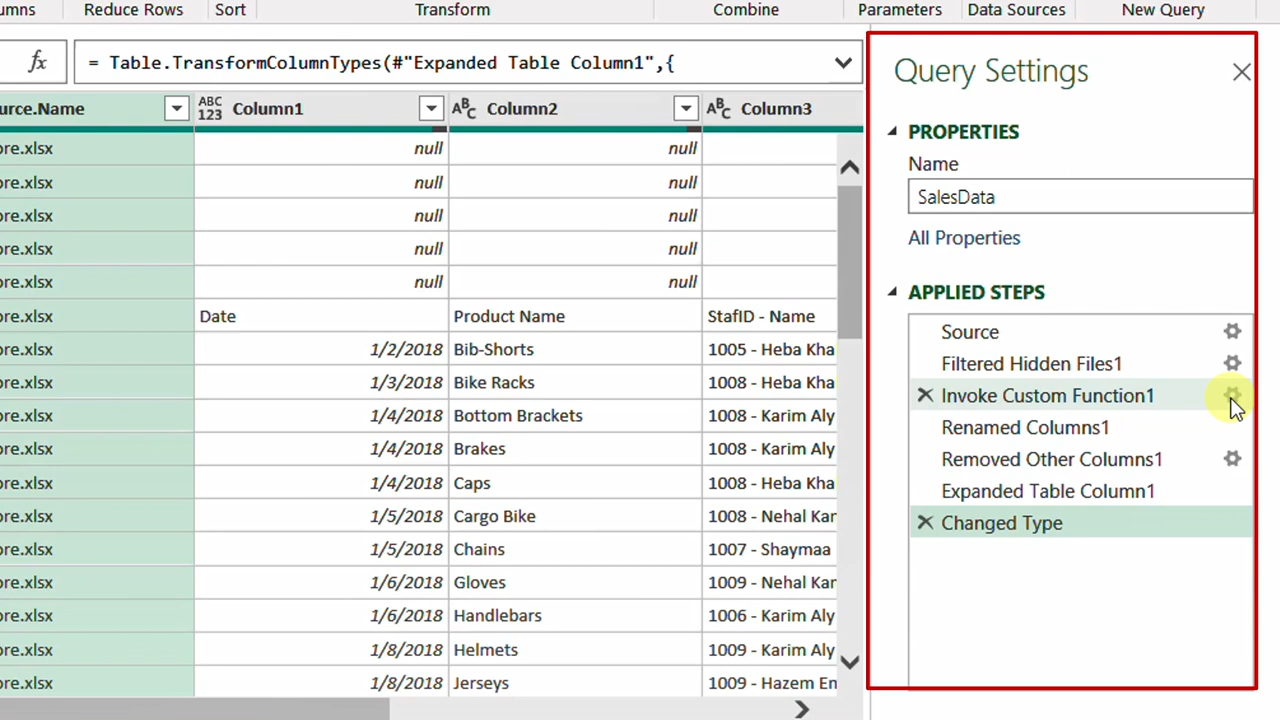 umns
Reduce Rows
Sort
Transform
Combine
Parameters
Data Sources
New Query
fx
= Table.TransformColumnTypes(#"Expanded Table Column1",{
urce.Name
ABC 123 Column1
ABC Column2
ABC Column3
ore.xlsx null null
ore.xlsx null null
ore.xlsx null null
ore.xlsx null null
ore.xlsx null null
ore.xlsx Date Product Name StafID - Name
ore.xlsx 1/2/2018 Bib-Shorts 1005 - Heba Kha
ore.xlsx 1/3/2018 Bike Racks 1008 - Heba Kha
ore.xlsx 1/4/2018 Bottom Brackets 1008 - Karim Aly
ore.xlsx 1/4/2018 Brakes 1008 - Karim Aly
ore.xlsx 1/4/2018 Caps 1008 - Heba Kha
ore.xlsx 1/5/2018 Cargo Bike 1008 - Nehal Kar
ore.xlsx 1/5/2018 Chains 1007 - Shaymaa
ore.xlsx 1/6/2018 Gloves 1009 - Nehal Kar
ore.xlsx 1/6/2018 Handlebars 1006 - Karim Aly
ore.xlsx 1/8/2018 Helmets 1009 - Karim Aly
ore.xlsx 1/8/2018 Jerseys 1009 - Hazem En
Query Settings
PROPERTIES
Name
SalesData
All Properties
APPLIED STEPS
Source
Filtered Hidden Files1
Invoke Custom Function1
Renamed Columns1
Removed Other Columns1
Expanded Table Column1
Changed Type